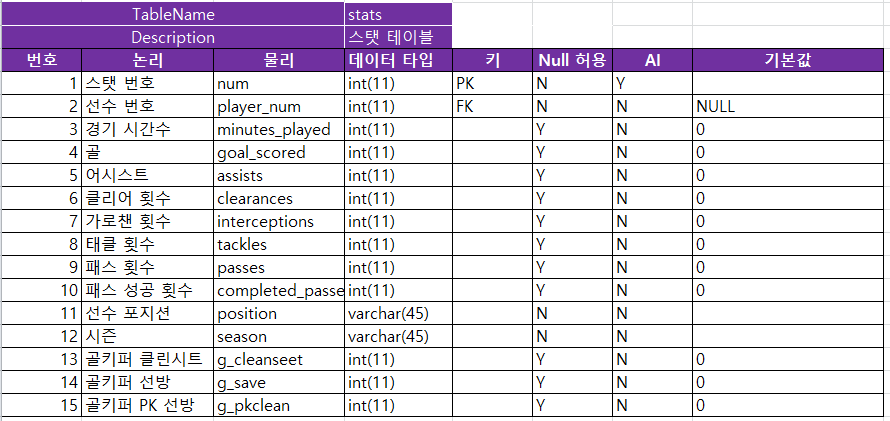 TableName stats
Description 스탯 테이블
번호 논리 물리 데이터 타입 키 Null 허용 AI 기본값
1 스탯 번호 num int(11) PK N Y
2 선수 번호 player_num int(11) FK N N NULL
3 경기 시간수 minutes_played int(11) Y N 0
4 골 goal_scored int(11) Y N 0
5 어시스트 assists int(11) Y N 0
6 클리어 횟수 clearances int(11) Y N 0
7 가로챈 횟수 interceptions int(11) Y N 0
8 태클 횟수 tackles int(11) Y N 0
9 패스 횟수 passes int(11) Y N 0
10 패스 성공 횟수 completed_passe int(11) Y N 0
11 선수 포지션 position varchar(45) N N
12 시즌 season varchar(45) N N
13 골키퍼 클린시트 g_cleanseet int(11) Y N 0
14 골키퍼 선방 g_save int(11) Y N 0
15 골키퍼 PK 선방 g_pkclean int(11) Y N 0